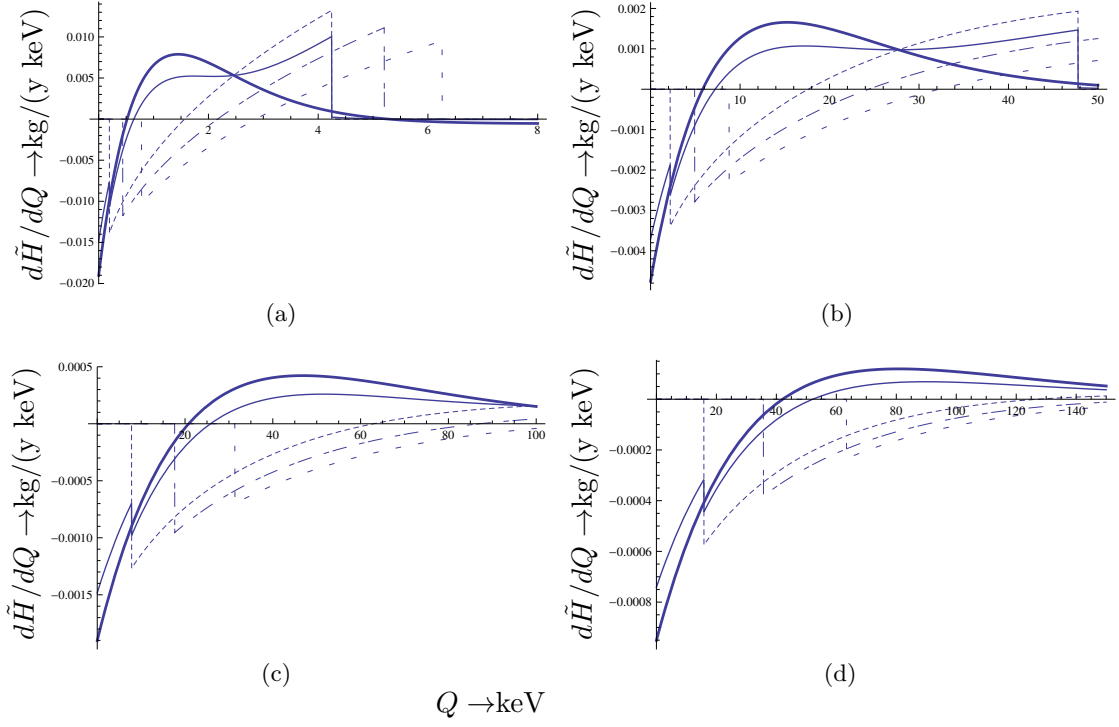 0.010
0.005
−0.005
−0.010
−0.015
−0.020
2 4 6 8
dH̃/dQ →kg/(y keV)
(a)
0.002
0.001
−0.001
−0.002
−0.003
−0.004
10 20 30 40 50
dH̃/dQ →kg/(y keV)
(b)
0.0005
−0.0005
−0.0010
−0.0015
20 40 60 80 100
dH̃/dQ →kg/(y keV)
(c)
−0.0002
−0.0004
−0.0006
−0.0008
20 40 60 80 100 120 140
dH̃/dQ →kg/(y keV)
(d)
Q →keV